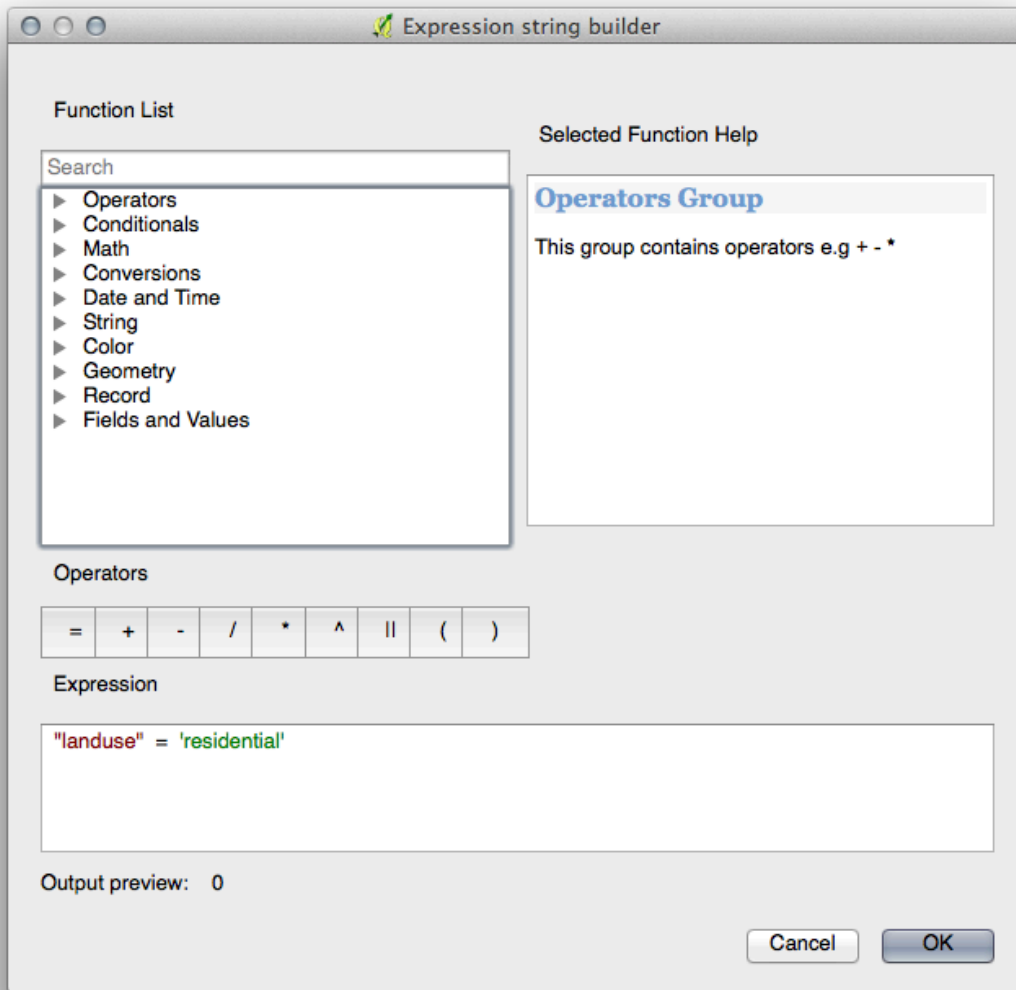 Expression string builder
Function List
Selected Function Help
Search
Operators
Conditionals
Math
Conversions
Date and Time
String
Color
Geometry
Record
Fields and Values
Operators Group
This group contains operators e.g + - *
Operators
= + - / * ^ || ( )
Expression
"landuse" = 'residential'
Output preview: 0
Cancel OK